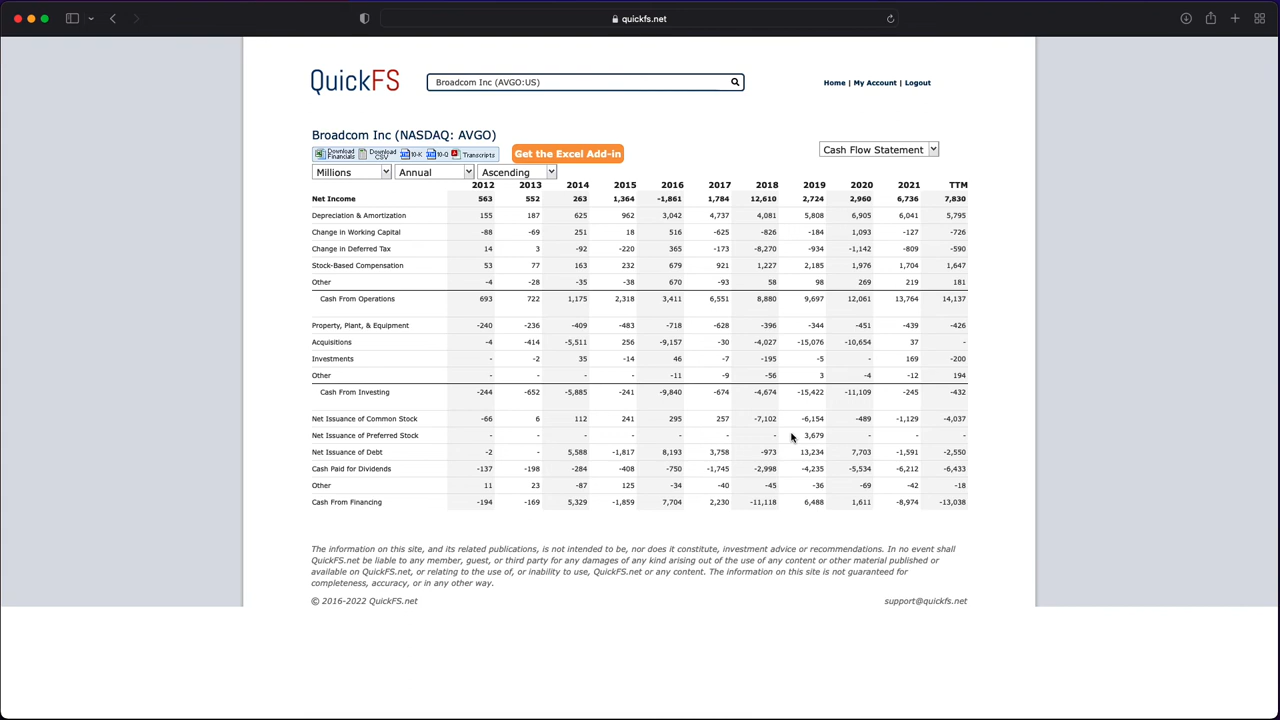 quickfs.net
QuickFS
Broadcom Inc (AVGO:US)
Home | My Account | Logout
Broadcom Inc (NASDAQ: AVGO)
Download Financials Download CSV 10-K 10-Q Transcripts
Get the Excel Add-in
Cash Flow Statement
Millions Annual Ascending
2012 2013 2014 2015 2016 2017 2018 2019 2020 2021 TTM
Net Income 563 552 263 1,364 -1,861 1,784 12,610 2,724 2,960 6,736 7,830
Depreciation & Amortization 155 187 625 962 3,042 4,737 4,081 5,808 6,905 6,041 5,795
Change in Working Capital -88 -69 251 18 516 -625 -826 -184 1,093 -127 -726
Change in Deferred Tax 14 3 -92 -220 365 -173 -8,270 -934 -1,142 -809 -590
Stock-Based Compensation 53 77 163 232 679 921 1,227 2,185 1,976 1,704 1,647
Other -4 -28 -35 -38 670 -93 58 98 269 219 181
Cash From Operations 693 722 1,175 2,318 3,411 6,551 8,880 9,697 12,061 13,764 14,137
Property, Plant, & Equipment -240 -236 -409 -483 -718 -628 -396 -344 -451 -439 -426
Acquisitions -4 -414 -5,511 256 -9,157 -30 -4,027 -15,076 -10,654 37 -
Investments - -2 35 -14 46 -7 -195 -5 - 169 -200
Other - - - - -11 -9 -56 3 -4 -12 194
Cash From Investing -244 -652 -5,885 -241 -9,840 -674 -4,674 -15,422 -11,109 -245 -432
Net Issuance of Common Stock -66 6 112 241 295 257 -7,102 -6,154 -489 -1,129 -4,037
Net Issuance of Preferred Stock - - - - - - - 3,679 - - -
Net Issuance of Debt -2 - 5,588 -1,817 8,193 3,758 -973 13,234 7,703 -1,591 -2,550
Cash Paid for Dividends -137 -198 -284 -408 -750 -1,745 -2,998 -4,235 -5,534 -6,212 -6,433
Other 11 23 -87 125 -34 -40 -45 -36 -69 -42 -18
Cash From Financing -194 -169 5,329 -1,859 7,704 2,230 -11,118 6,488 1,611 -8,974 -13,038
The information on this site, and its related publications, is not intended to be, nor does it constitute, investment advice or recommendations. In no event shall
QuickFS.net be liable to any member, guest, or third party for any damages of any kind arising out of the use of any content or other material published or
available on QuickFS.net, or relating to the use of, or inability to use, QuickFS.net or any content. The information on this site is not guaranteed for
completeness, accuracy, or in any other way.
© 2016-2022 QuickFS.net support@quickfs.net